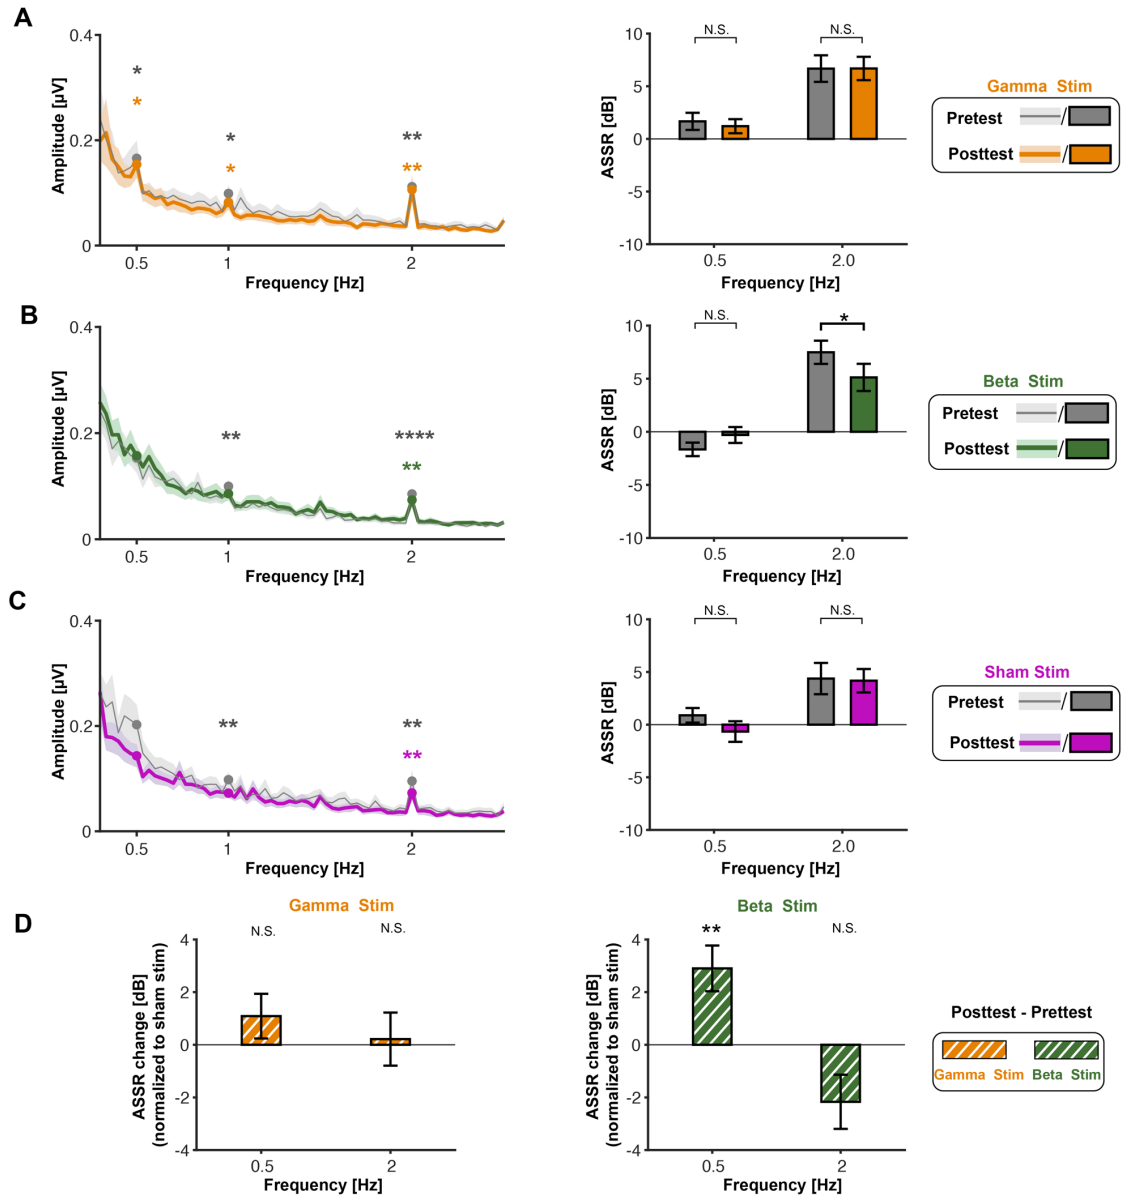 A
0.4
0.2
0
Amplitude [µV]
*
*
*
*
**
**
0.5
1
2
Frequency [Hz]
10
5
0
-5
-10
ASSR [dB]
N.S.
N.S.
0.5
2.0
Frequency [Hz]
Gamma Stim
Pretest /
Posttest /
B
0.4
0.2
0
Amplitude [µV]
**
****
**
0.5
1
2
Frequency [Hz]
10
5
0
-5
-10
ASSR [dB]
N.S.
*
0.5
2.0
Frequency [Hz]
Beta Stim
Pretest /
Posttest /
C
0.4
0.2
0
Amplitude [µV]
**
**
**
0.5
1
2
Frequency [Hz]
10
5
0
-5
-10
ASSR [dB]
N.S.
N.S.
0.5
2.0
Frequency [Hz]
Sham Stim
Pretest /
Posttest /
D
Gamma Stim
4
2
0
-2
-4
ASSR change [dB]
(normalized to sham stim)
N.S.
N.S.
0.5
2
Frequency [Hz]
Beta Stim
4
2
0
-2
-4
ASSR change [dB]
(normalized to sham stim)
**
N.S.
0.5
2
Frequency [Hz]
Posttest - Prettest
Gamma Stim
Beta Stim